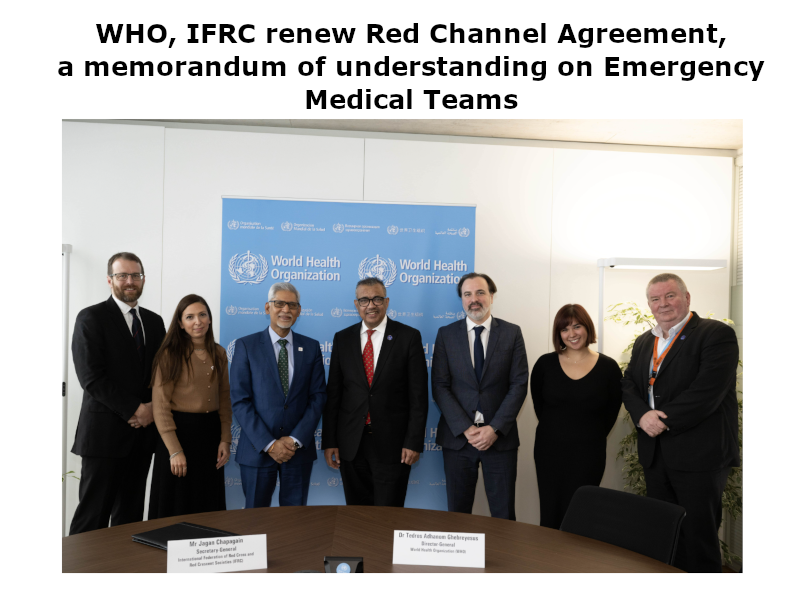 WHO, IFRC renew Red Channel Agreement,
a memorandum of understanding on Emergency
Medical Teams
World Health
Organization
World Health
Organization
Mr Jagan Chapagain
Secretary General
International Federation of Red Cross and
Red Crescent Societies (IFRC)
Dr Tedros Adhanom Ghebreyesus
Director-General
World Health Organization (WHO)